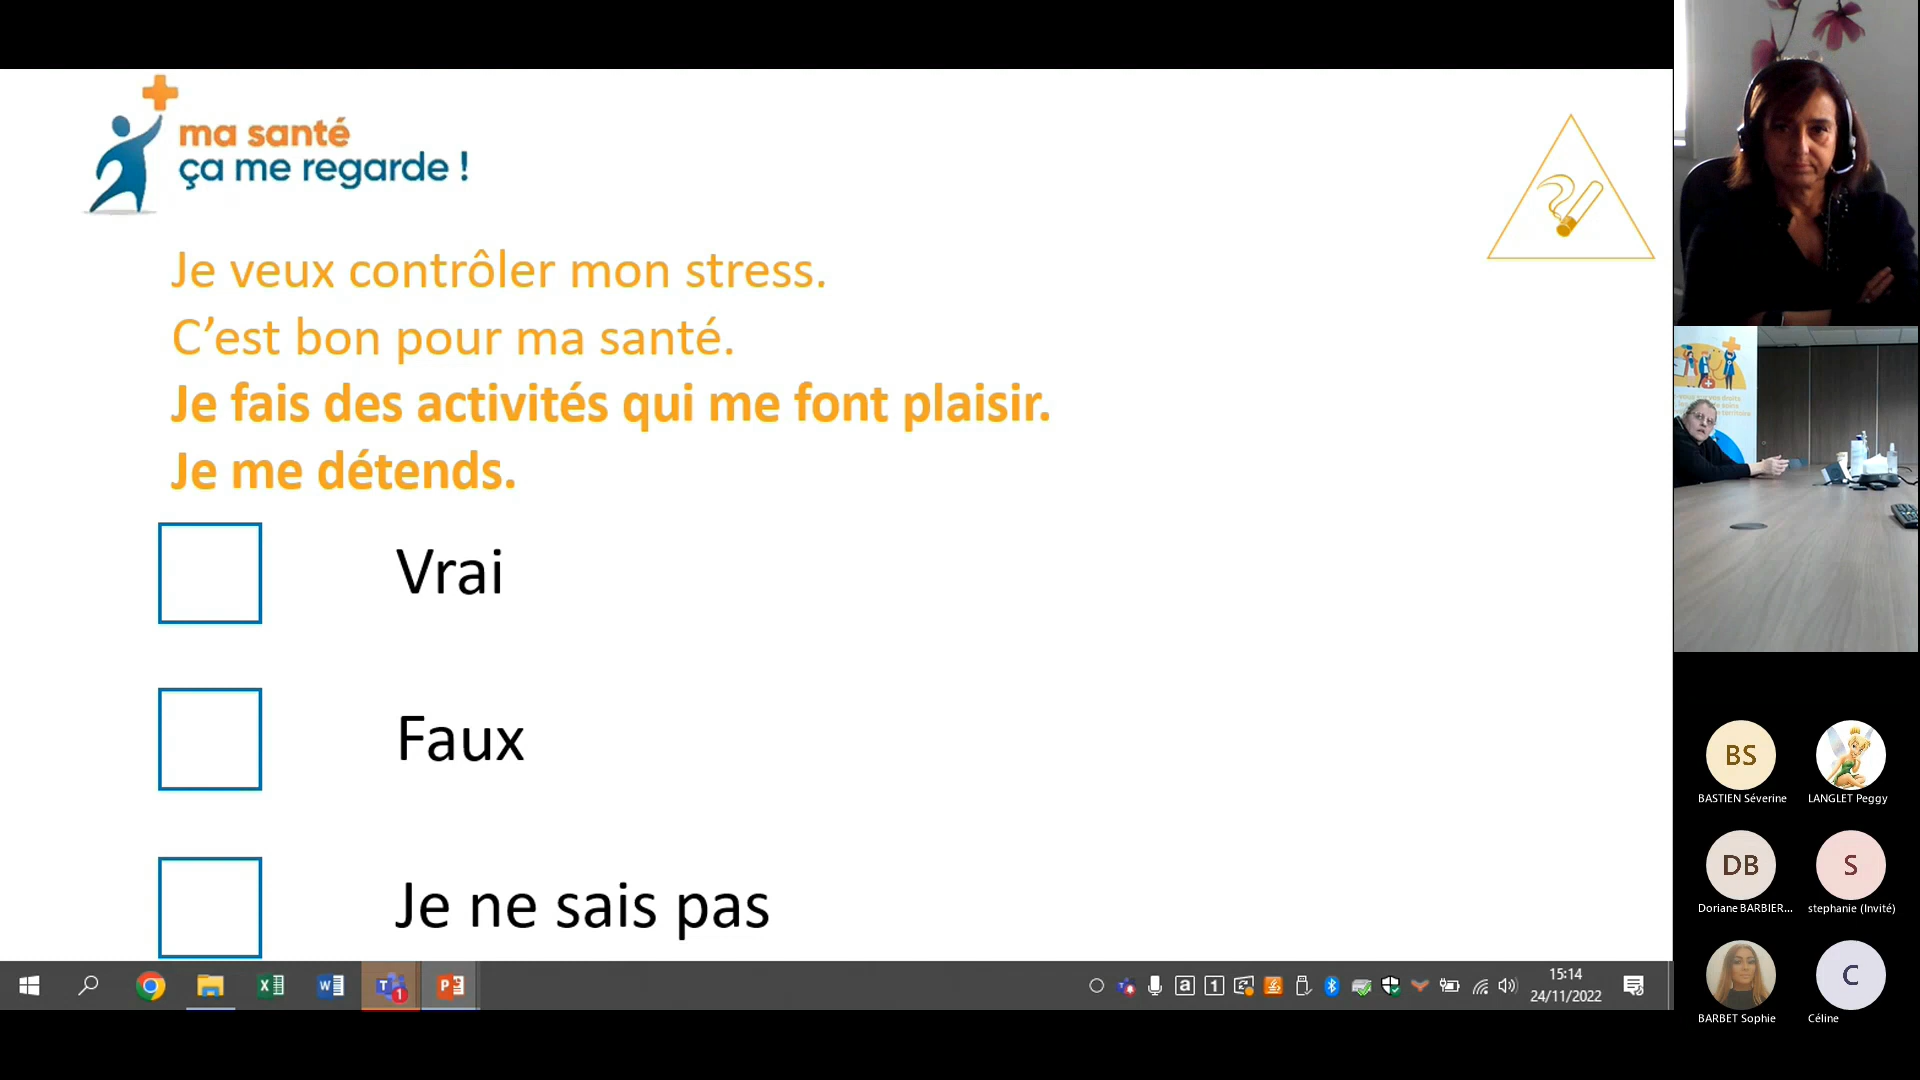 ma santé
ça me regarde !
Je veux contrôler mon stress.
C’est bon pour ma santé.
Je fais des activités qui me font plaisir.
Je me détends.
Vrai
Faux
Je ne sais pas
15:14
24/11/2022
BS
BASTIEN Séverine
LANGLET Peggy
DB
Doriane BARBIER...
S
stephanie (Invité)
BARBET Sophie
C
Céline